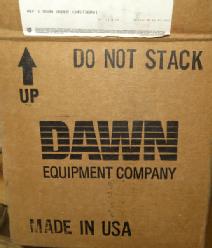 DO NOT STACK
UP
DAWN
EQUIPMENT COMPANY
MADE IN USA